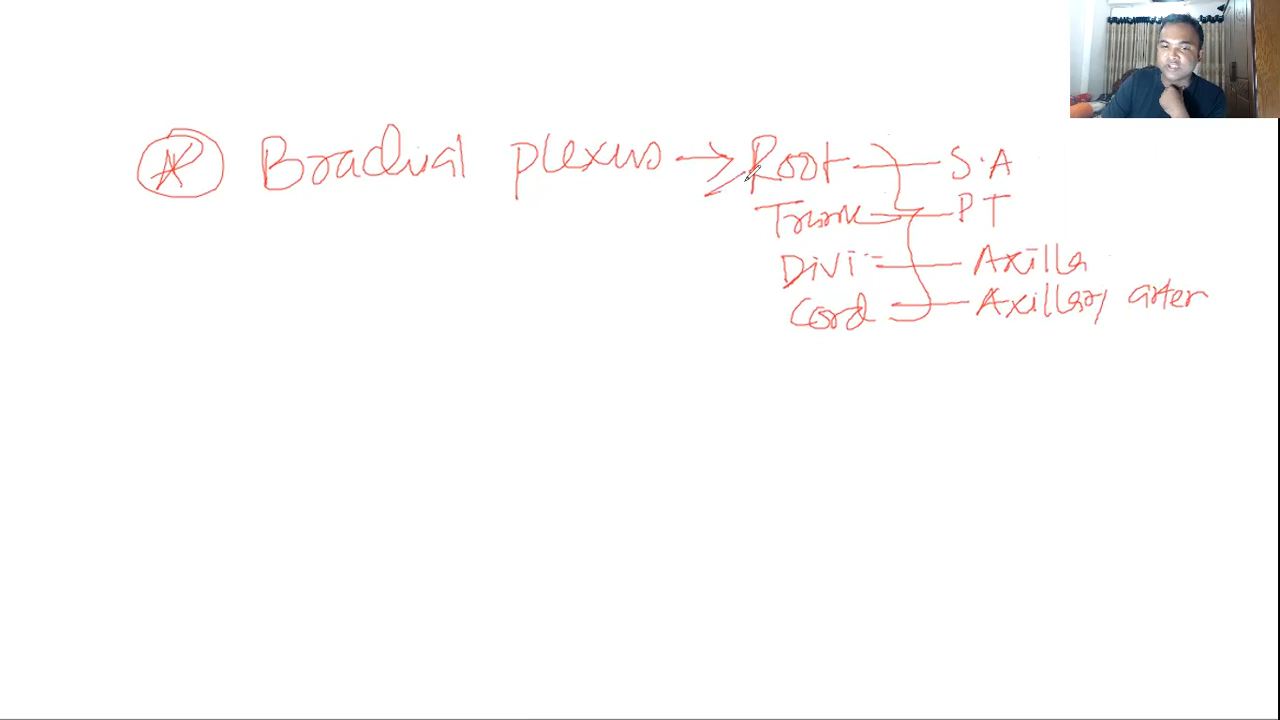 Brachial plexus → Root — S.A
Trunk — PT
Divi — — Axilla
Cord — Axillary arter